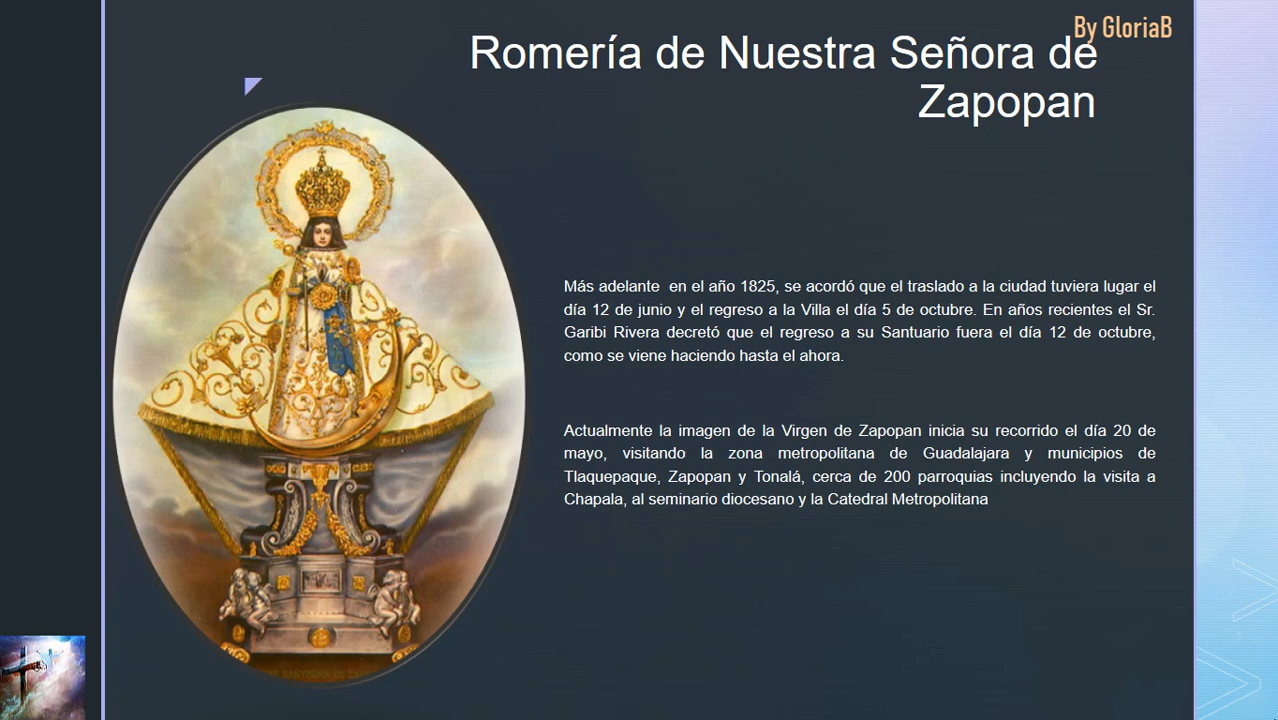 By GloriaB
Romería de Nuestra Señora de
Zapopan
Más adelante en el año 1825, se acordó que el traslado a la ciudad tuviera lugar el
día 12 de junio y el regreso a la Villa el día 5 de octubre. En años recientes el Sr.
Garibi Rivera decretó que el regreso a su Santuario fuera el día 12 de octubre,
como se viene haciendo hasta el ahora.
Actualmente la imagen de la Virgen de Zapopan inicia su recorrido el día 20 de
mayo, visitando la zona metropolitana de Guadalajara y municipios de
Tlaquepaque, Zapopan y Tonalá, cerca de 200 parroquias incluyendo la visita a
Chapala, al seminario diocesano y la Catedral Metropolitana
SANTISIMA DE